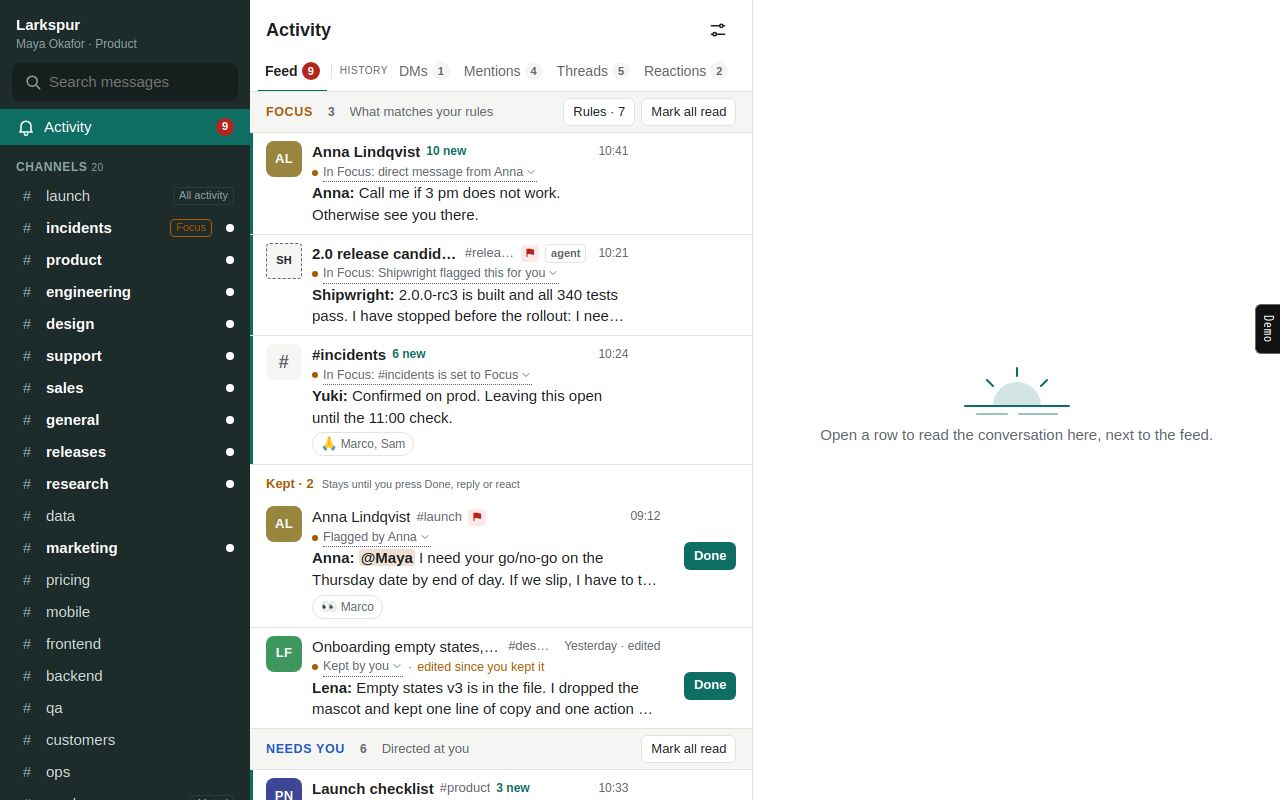 Larkspur
Maya Okafor · Product
Search messages
Activity 9
CHANNELS 20
# launch All activity
# incidents Focus
# product
# engineering
# design
# support
# sales
# general
# releases
# research
# data
# marketing
# pricing
# mobile
# frontend
# backend
# qa
# customers
# ops
Activity
Feed 9 HISTORY DMs 1 Mentions 4 Threads 5 Reactions 2
FOCUS 3 What matches your rules Rules · 7 Mark all read
AL Anna Lindqvist 10 new 10:41
In Focus: direct message from Anna
Anna: Call me if 3 pm does not work.
Otherwise see you there.
SH 2.0 release candid… #relea… agent 10:21
In Focus: Shipwright flagged this for you
Shipwright: 2.0.0-rc3 is built and all 340 tests
pass. I have stopped before the rollout: I nee…
# #incidents 6 new 10:24
In Focus: #incidents is set to Focus
Yuki: Confirmed on prod. Leaving this open
until the 11:00 check.
🙏 Marco, Sam
Kept · 2 Stays until you press Done, reply or react
AL Anna Lindqvist #launch 09:12
Flagged by Anna
Anna: @Maya I need your go/no-go on the
Thursday date by end of day. If we slip, I have to t…
👀 Marco
Done
LF Onboarding empty states,… #des… Yesterday · edited
Kept by you · edited since you kept it
Lena: Empty states v3 is in the file. I dropped the
mascot and kept one line of copy and one action …
Done
NEEDS YOU 6 Directed at you Mark all read
PN Launch checklist #product 3 new 10:33
Open a row to read the conversation here, next to the feed.
Demo